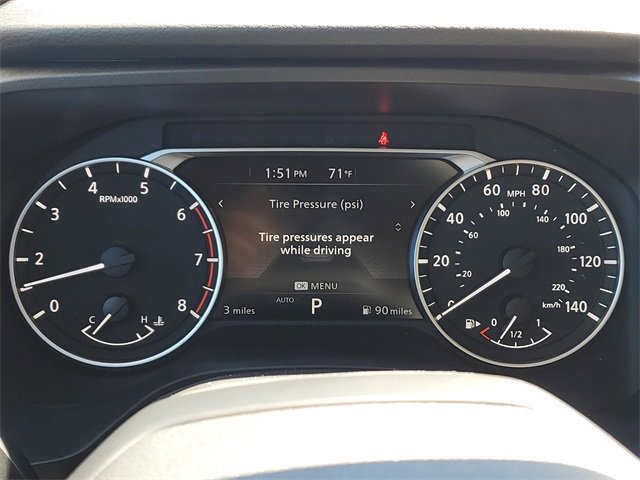 1:51 PM 71°F
Tire Pressure (psi)
Tire pressures appear
while driving
OK MENU
3 miles AUTO P 90 miles
RPMx1000
0 2 3 4 5 6 7 8
C H
MPH
0 20 40 60 80 100 120 140
20 60 100 140 180 220
km/h
0 1/2 1